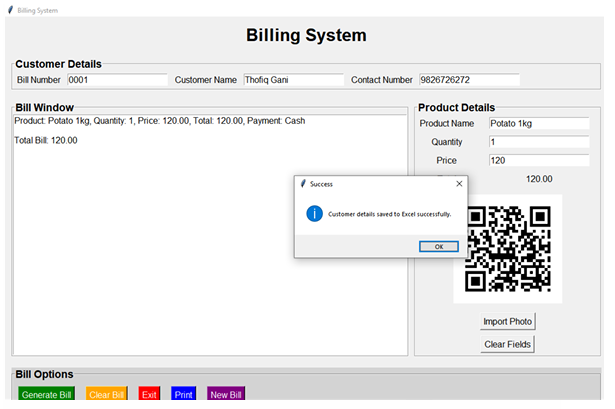 Billing System
Billing System
Customer Details
Bill Number 0001 Customer Name Thofiq Gani Contact Number 9826726272
Bill Window
Product: Potato 1kg, Quantity: 1, Price: 120.00, Total: 120.00, Payment: Cash
Total Bill: 120.00
Product Details
Product Name Potato 1kg
Quantity 1
Price 120
120.00
Success
Customer details saved to Excel successfully.
OK
Import Photo
Clear Fields
Bill Options
Generate Bill Clear Bill Exit Print New Bill